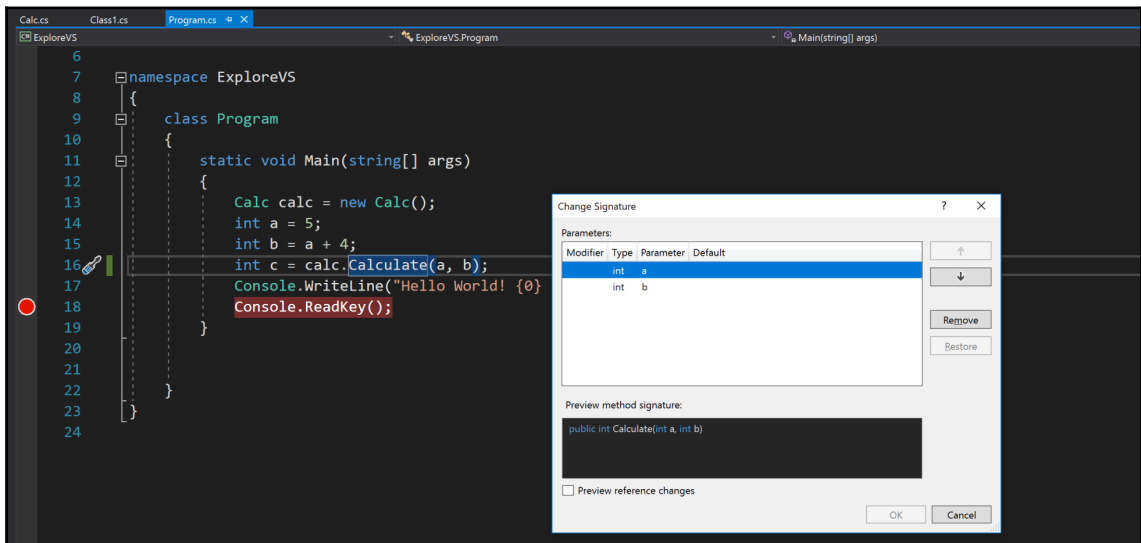 Calc.cs Class1.cs Program.cs
C# ExploreVS ExploreVS.Program Main(string[] args)
6
7 namespace ExploreVS
8 {
9 class Program
10 {
11 static void Main(string[] args)
12 {
13 Calc calc = new Calc();
14 int a = 5;
15 int b = a + 4;
16 int c = calc.Calculate(a, b);
17 Console.WriteLine("Hello World! {0}
18 Console.ReadKey();
19 }
20
21
22 }
23 }
24
Change Signature ? ×
Parameters:
Modifier Type Parameter Default
int a
int b
↑
↓
Remove
Restore
Preview method signature:
public int Calculate(int a, int b)
Preview reference changes
OK Cancel